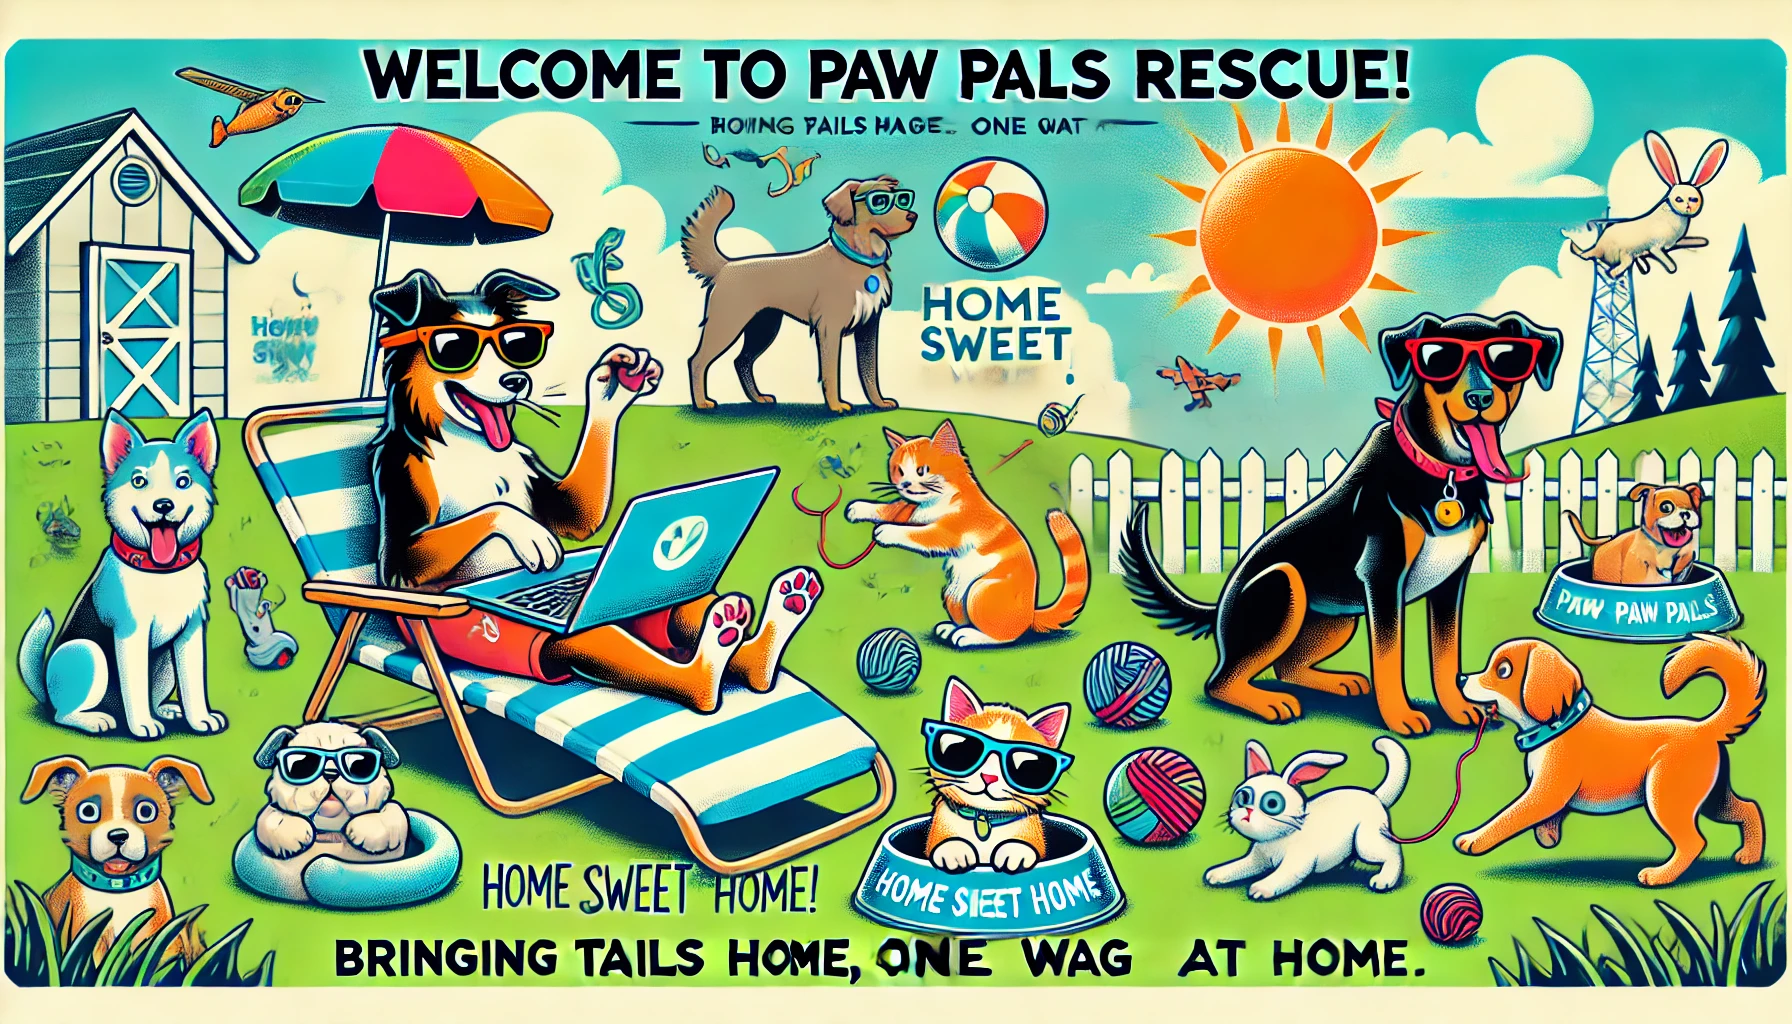 WELCOME TO PAW PALS RESCUE!
HOWING PAILS HAGE. ONE OAT
HOME
SWEET
PAW PAW PALS
HOME SWEET HOME!
HOME SIEET HOME
BRINGING TAILS HOME, ONE WAG AT HOME.